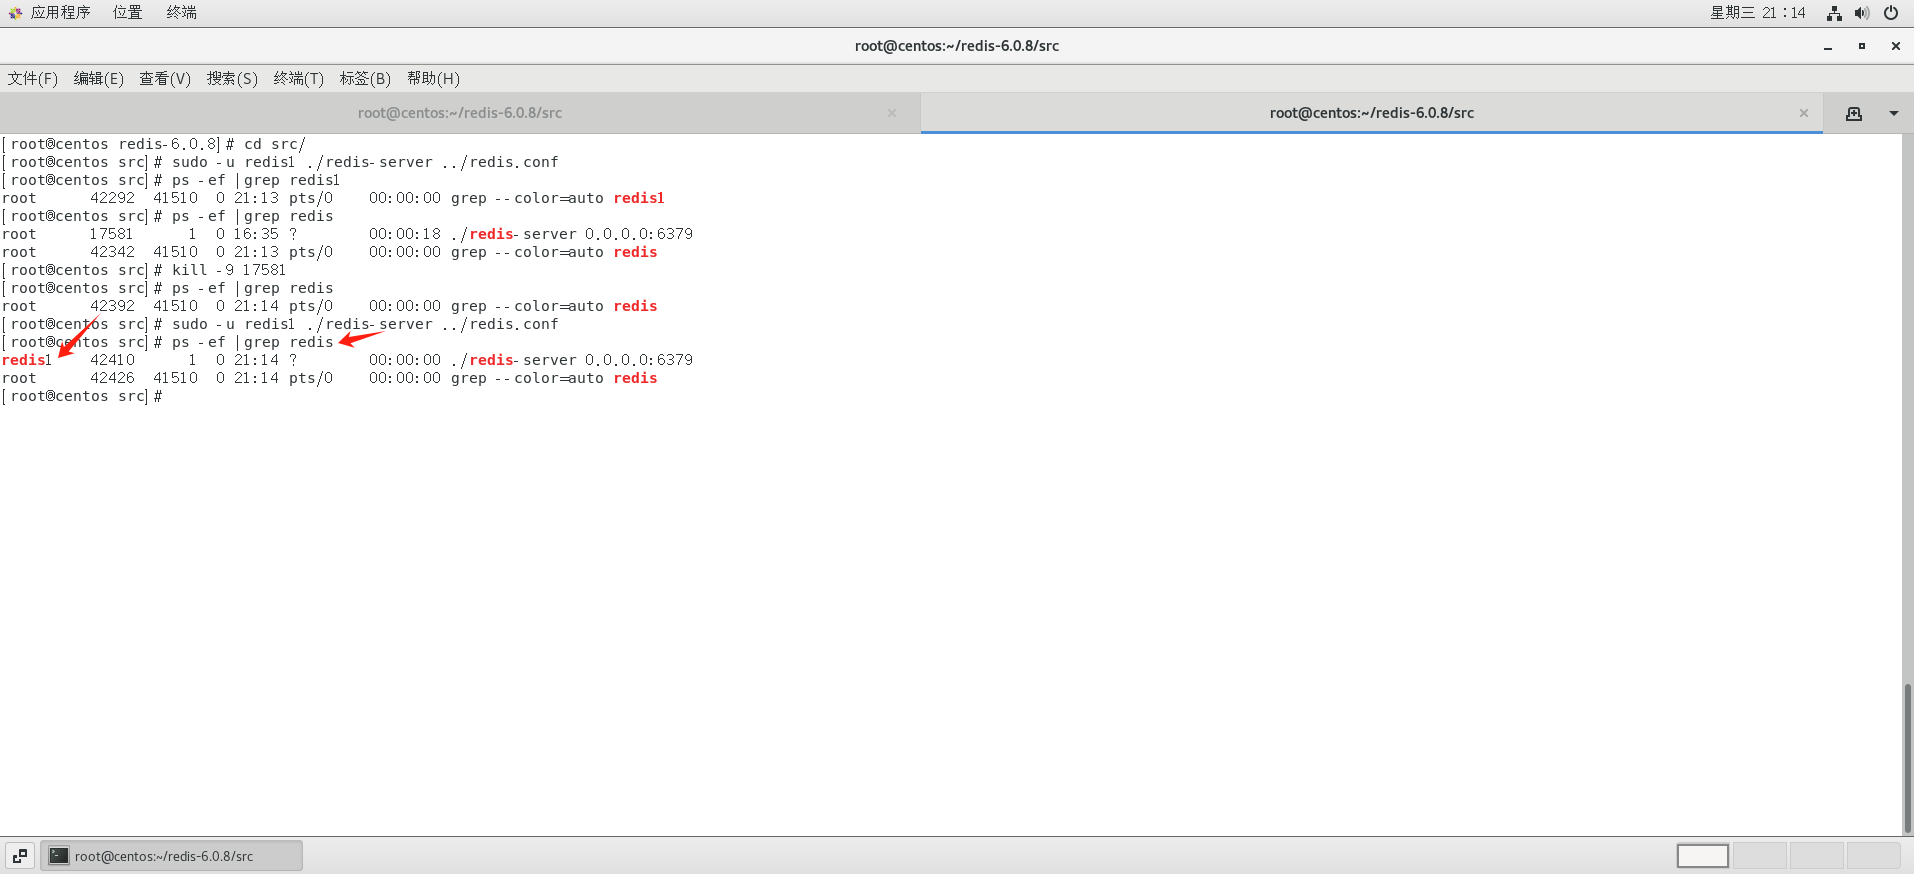 应用程序 位置 终端 星期三 21：14
root@centos:~/redis-6.0.8/src
文件(F) 编辑(E) 查看(V) 搜索(S) 终端(T) 标签(B) 帮助(H)
root@centos:~/redis-6.0.8/src × root@centos:~/redis-6.0.8/src ×
[root@centos redis-6.0.8]# cd src/
[root@centos src]# sudo -u redis1 ./redis-server ../redis.conf
[root@centos src]# ps -ef |grep redis1
root      42292  41510  0 21:13 pts/0    00:00:00 grep --color=auto redis1
[root@centos src]# ps -ef |grep redis
root      17581      1  0 16:35 ?        00:00:18 ./redis-server 0.0.0.0:6379
root      42342  41510  0 21:13 pts/0    00:00:00 grep --color=auto redis
[root@centos src]# kill -9 17581
[root@centos src]# ps -ef |grep redis
root      42392  41510  0 21:14 pts/0    00:00:00 grep --color=auto redis
[root@centos src]# sudo -u redis1 ./redis-server ../redis.conf
[root@centos src]# ps -ef |grep redis
redis1    42410      1  0 21:14 ?        00:00:00 ./redis-server 0.0.0.0:6379
root      42426  41510  0 21:14 pts/0    00:00:00 grep --color=auto redis
[root@centos src]#
root@centos:~/redis-6.0.8/src